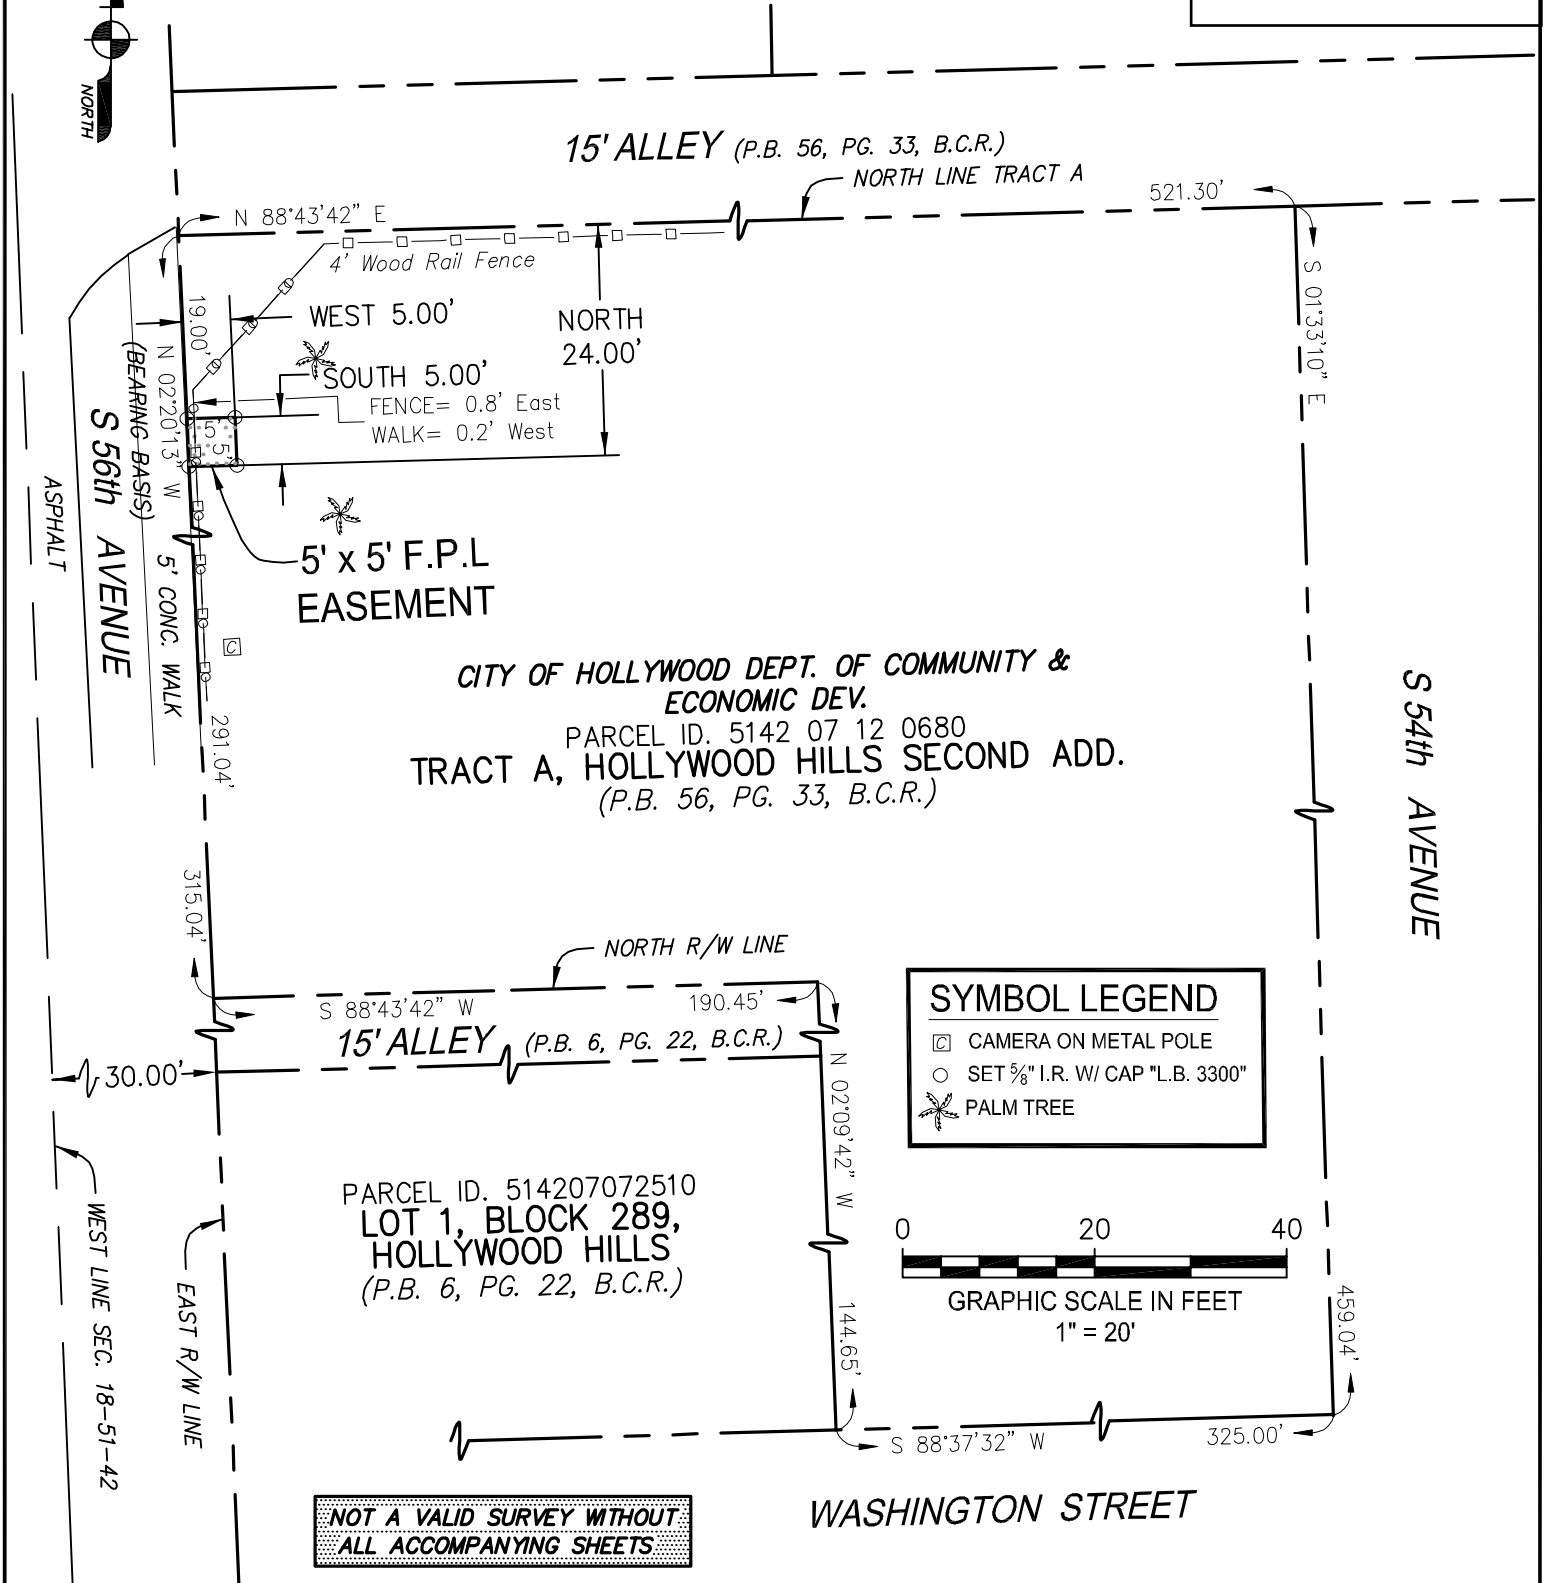 NORTH
15' ALLEY (P.B. 56, PG. 33, B.C.R.)
NORTH LINE TRACT A
521.30'
N 88°43'42" E
4' Wood Rail Fence
S 01°33'10" E
19.00'
WEST 5.00'
NORTH
24.00'
SOUTH 5.00'
FENCE= 0.8' East
WALK= 0.2' West
5'
5'
N 02°20'13" W
(BEARING BASIS)
S 56th AVENUE
ASPHALT
5' CONC. WALK
5' x 5' F.P.L
EASEMENT
C
291.04'
CITY OF HOLLYWOOD DEPT. OF COMMUNITY &
ECONOMIC DEV.
PARCEL ID. 5142 07 12 0680
TRACT A, HOLLYWOOD HILLS SECOND ADD.
(P.B. 56, PG. 33, B.C.R.)
S 54th AVENUE
315.04'
NORTH R/W LINE
S 88°43'42" W
190.45'
15' ALLEY (P.B. 6, PG. 22, B.C.R.)
30.00'
N 02°09'42" W
SYMBOL LEGEND
C CAMERA ON METAL POLE
SET 5/8" I.R. W/ CAP "L.B. 3300"
PALM TREE
PARCEL ID. 514207072510
LOT 1, BLOCK 289,
HOLLYWOOD HILLS
(P.B. 6, PG. 22, B.C.R.)
0 20 40
GRAPHIC SCALE IN FEET
1" = 20'
WEST LINE SEC. 18-51-42
EAST R/W LINE
144.65'
459.04'
S 88°37'32" W
325.00'
NOT A VALID SURVEY WITHOUT
ALL ACCOMPANYING SHEETS
WASHINGTON STREET